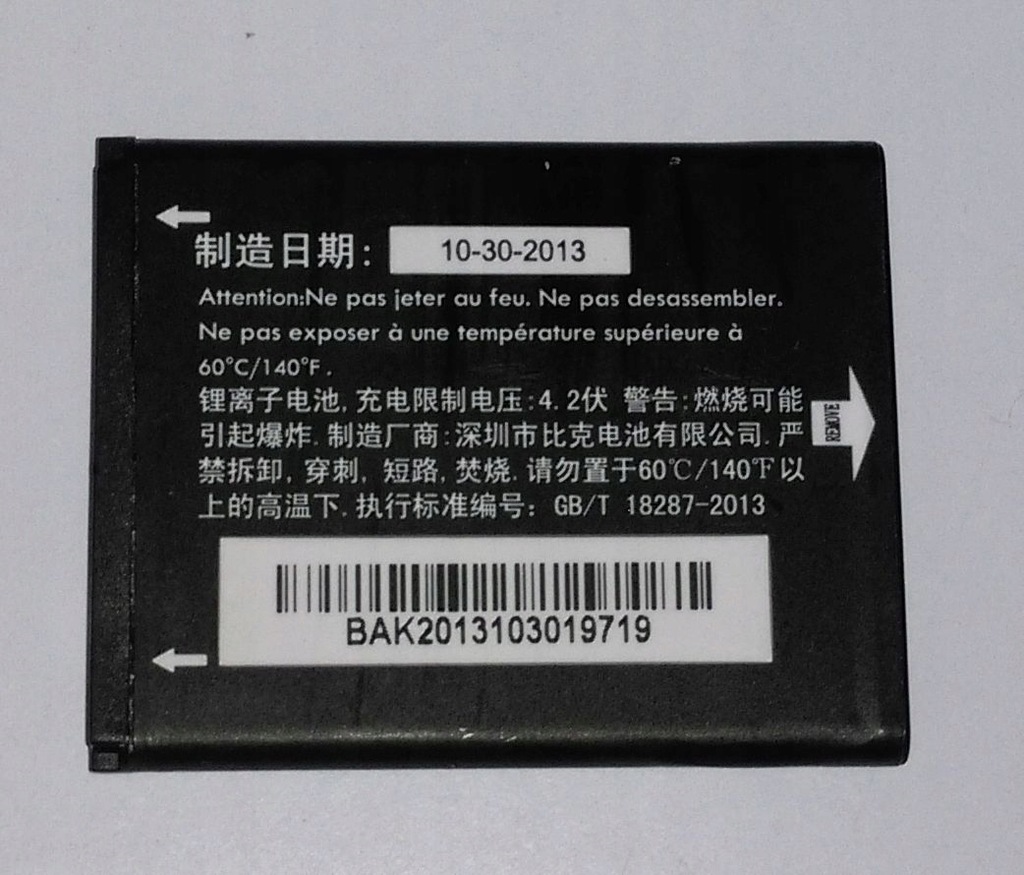 制造日期: 10-30-2013
Attention:Ne pas jeter au feu. Ne pas desassembler.
Ne pas exposer à une température supérieure à
60°C/140°F.
锂离子电池,充电限制电压:4.2伏 警告:燃烧可能
引起爆炸.制造厂商:深圳市比克电池有限公司.严
禁拆卸,穿刺,短路,焚烧.请勿置于60℃/140℉以
上的高温下.执行标准编号: GB/T 18287-2013
REMOVE
BAK2013103019719